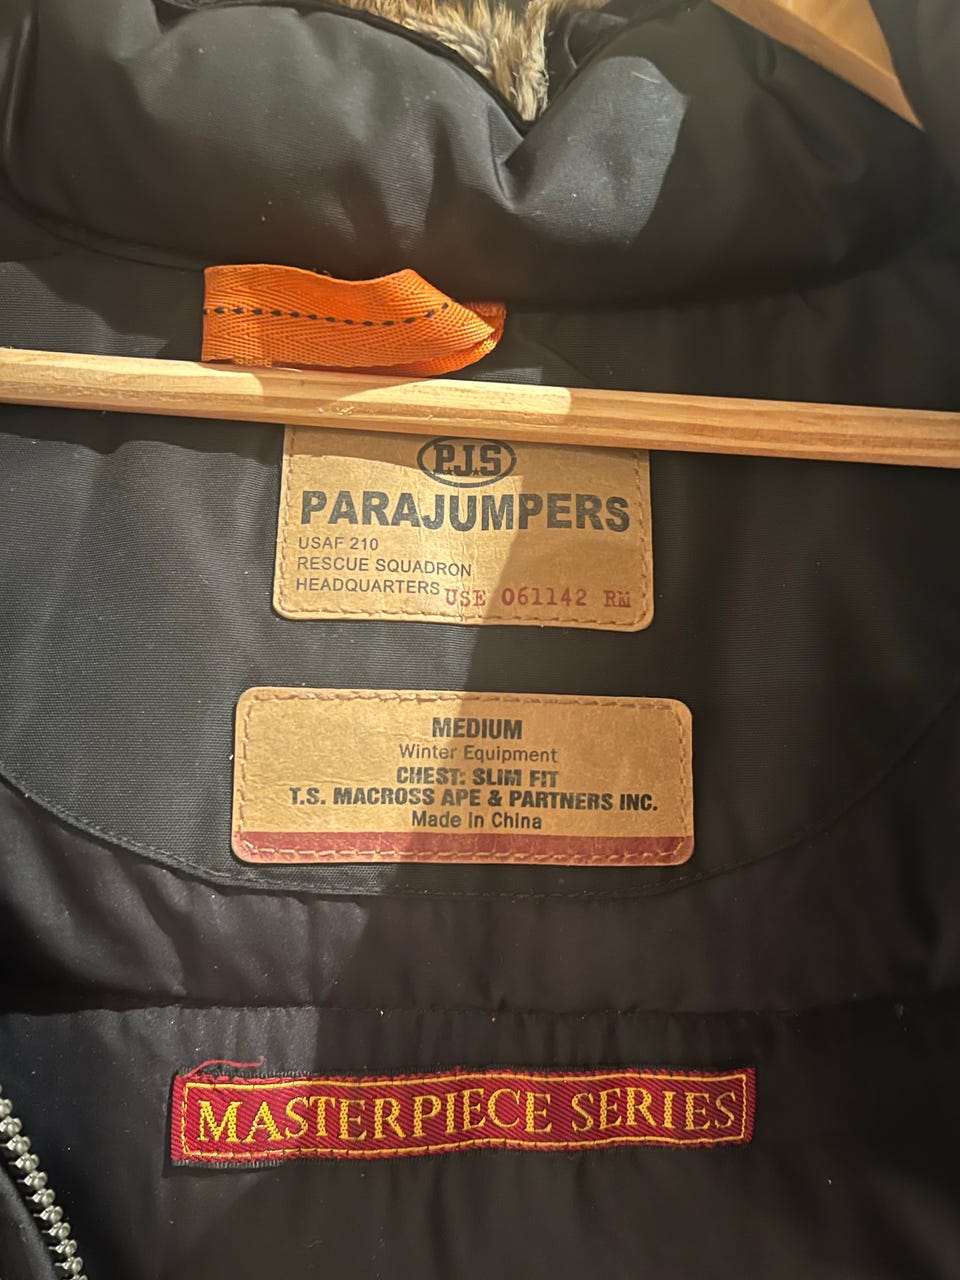 P.J.S
PARAJUMPERS
USAF 210
RESCUE SQUADRON
HEADQUARTERS USE 061142 RM
MEDIUM
Winter Equipment
CHEST: SLIM FIT
T.S. MACROSS APE & PARTNERS INC.
Made in China
MASTERPIECE SERIES